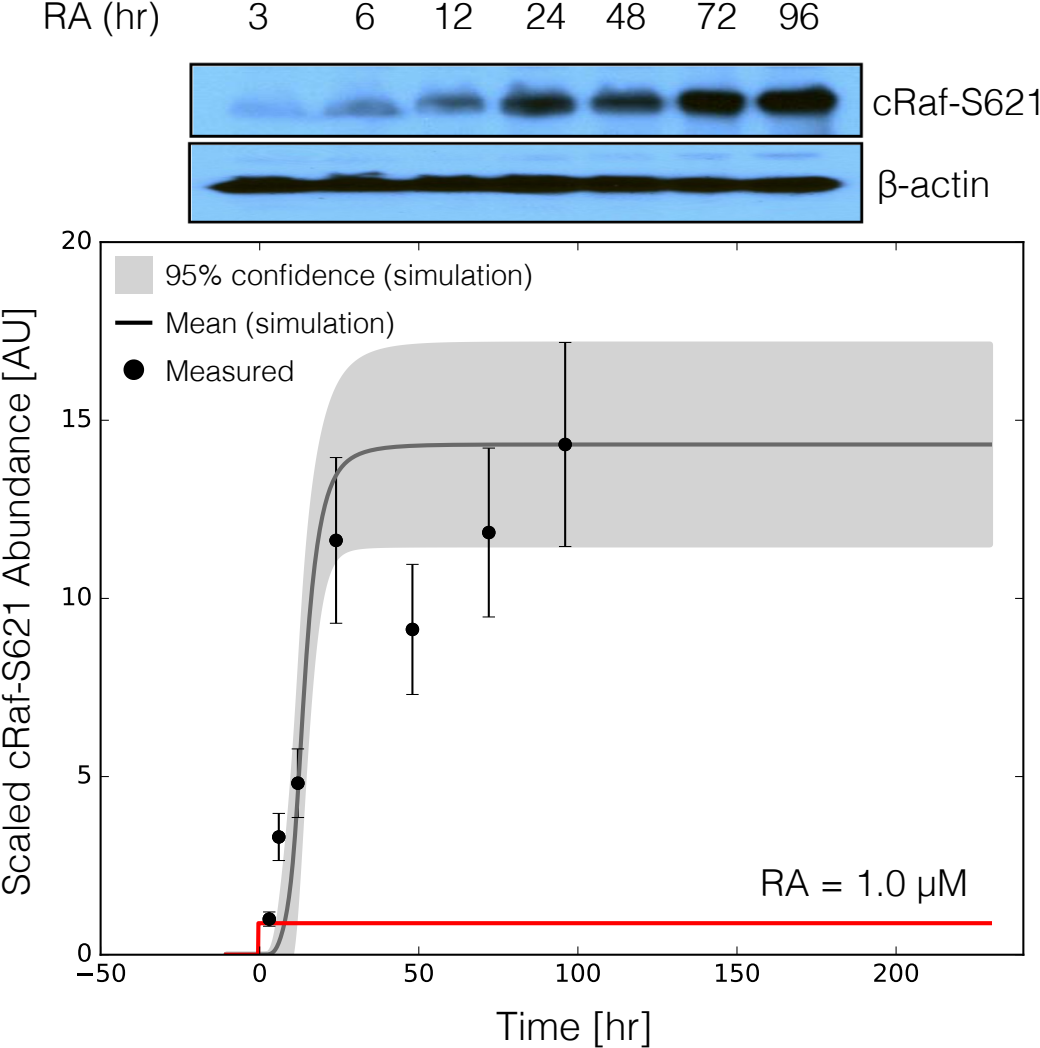 RA (hr) 3 6 12 24 48 72 96
cRaf-S621
β-actin
20
95% confidence (simulation)
Mean (simulation)
Measured
15
10
5
0
Scaled cRaf-S621 Abundance [AU]
RA = 1.0 µM
−50 0 50 100 150 200
Time [hr]